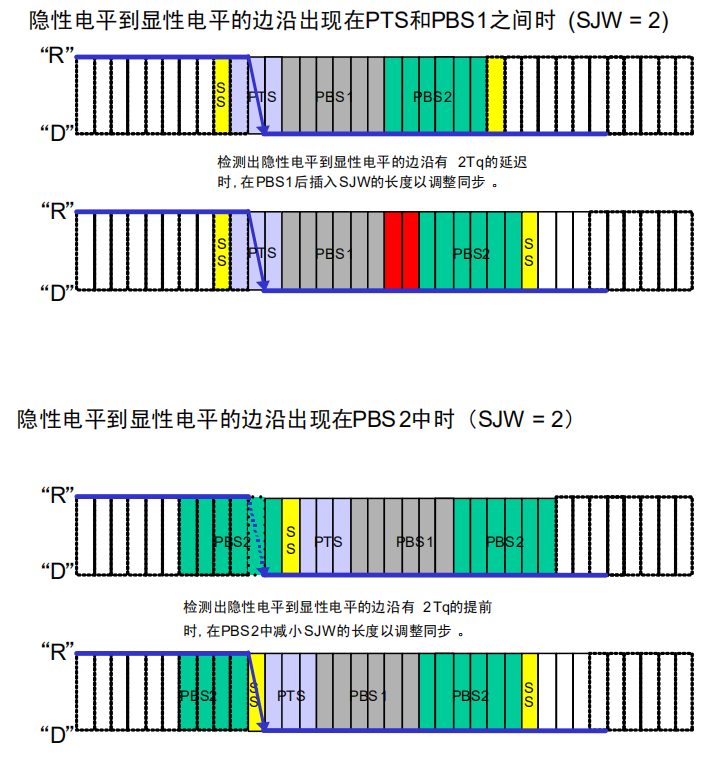 隐性电平到显性电平的边沿出现在PTS和PBS1之间时 (SJW = 2)
“R”
SS PTS PBS1 PBS2
“D”
检测出隐性电平到显性电平的边沿有 2Tq的延迟
时, 在PBS1后插入SJW的长度以调整同步 。
“R”
SS PTS PBS1 PBS2 SS
“D”
隐性电平到显性电平的边沿出现在PBS2中时（SJW = 2）
“R”
PBS2 SS PTS PBS1 PBS2
“D”
检测出隐性电平到显性电平的边沿有 2Tq的提前
时, 在PBS2中减小SJW的长度以调整同步 。
“R”
PBS2 SS PTS PBS1 PBS2 SS
“D”